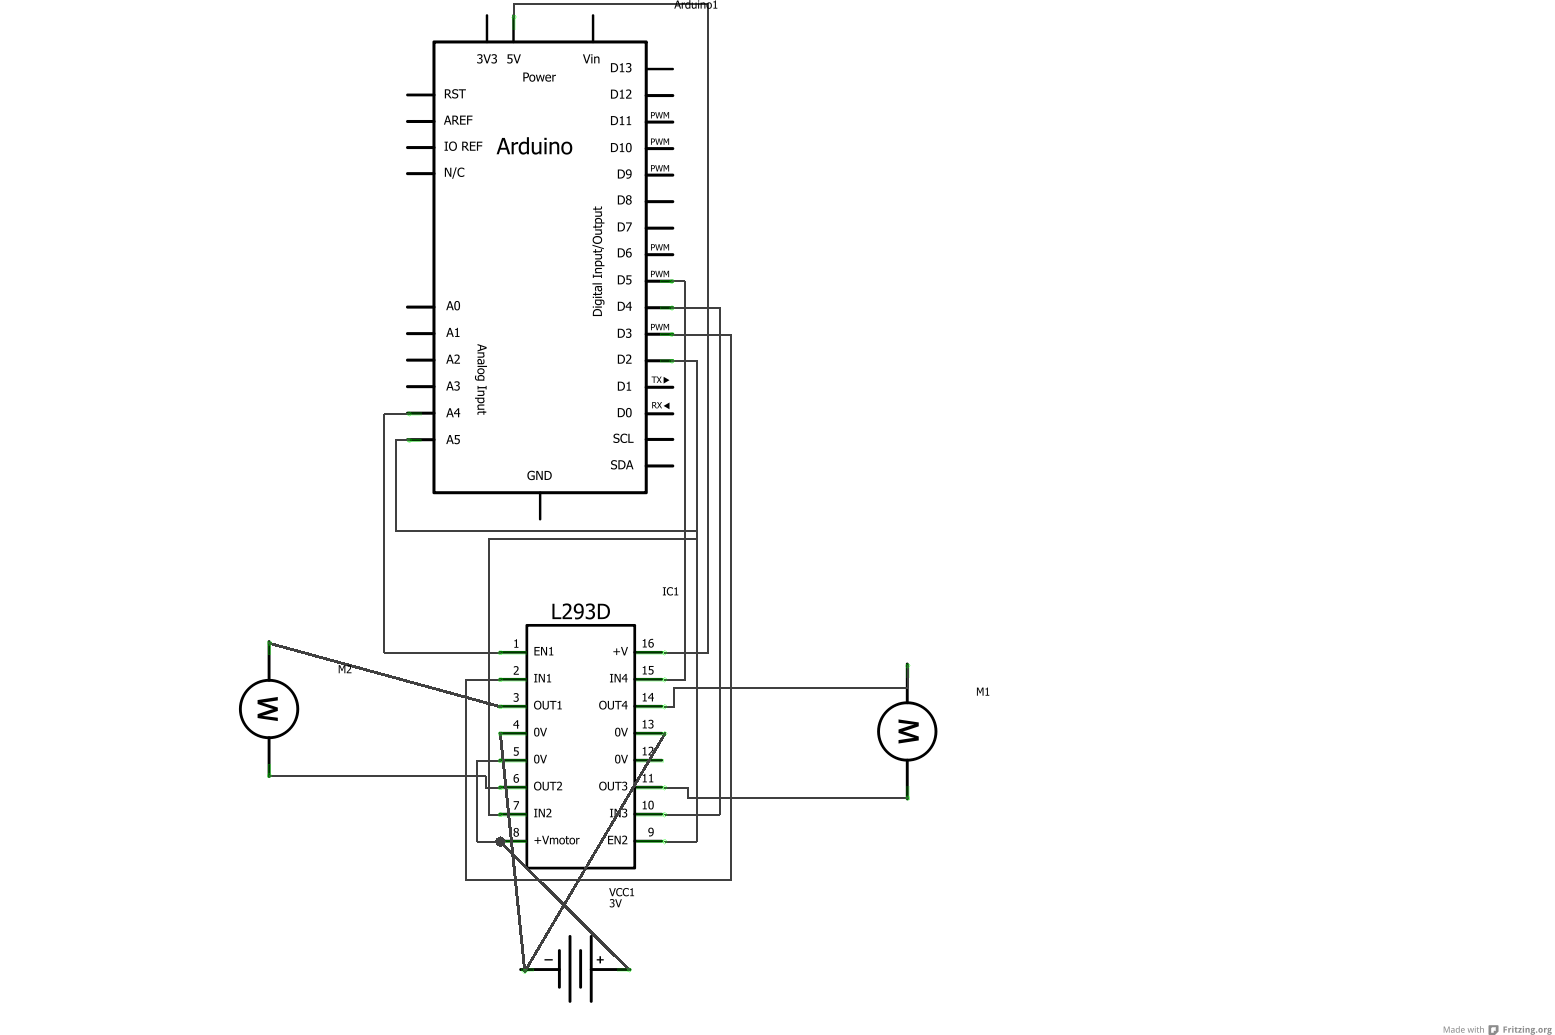 Arduino1
3V3 5V Vin
Power
D13
D12
RST
AREF
PWM
D11
IO REF
Arduino
PWM
D10
N/C
PWM
D9
D8
D7
PWM
D6
Digital Input/Output
PWM
D5
A0
D4
A1
PWM
D3
A2
D2
Analog Input
A3
TX
D1
A4
RX
D0
A5
SCL
SDA
GND
IC1
L293D
1 EN1 +V 16
2 IN1 IN4 15
3 OUT1 OUT4 14
4 0V 0V 13
5 0V 0V 12
6 OUT2 OUT3 11
7 IN2 IN3 10
8 +Vmotor EN2 9
M2
M
M1
M
VCC1
3V
− +
Made with Fritzing.org